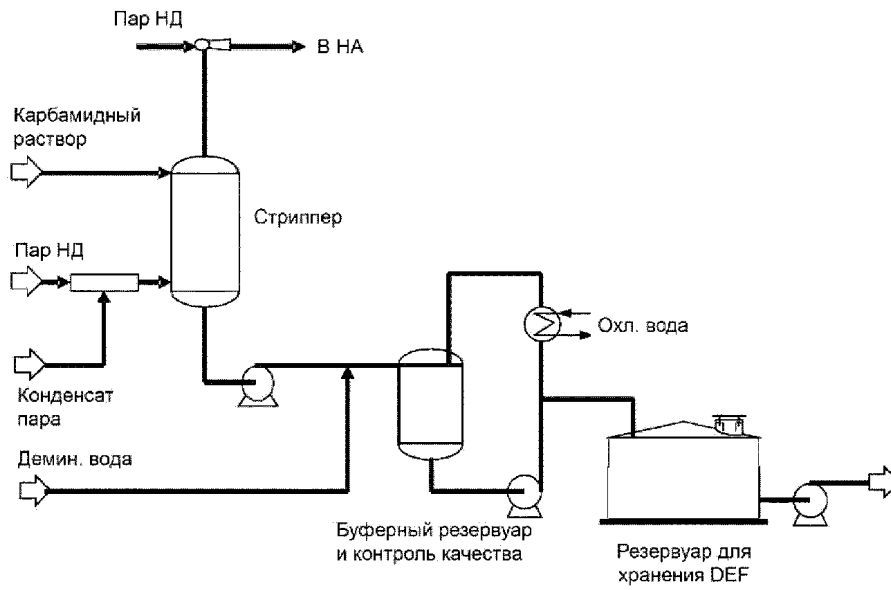 Пар НД
В НА
Карбамидный
раствор
Стриппер
Пар НД
Охл. вода
Конденсат
пара
Демин. вода
Буферный резервуар
и контроль качества
Резервуар для
хранения DEF